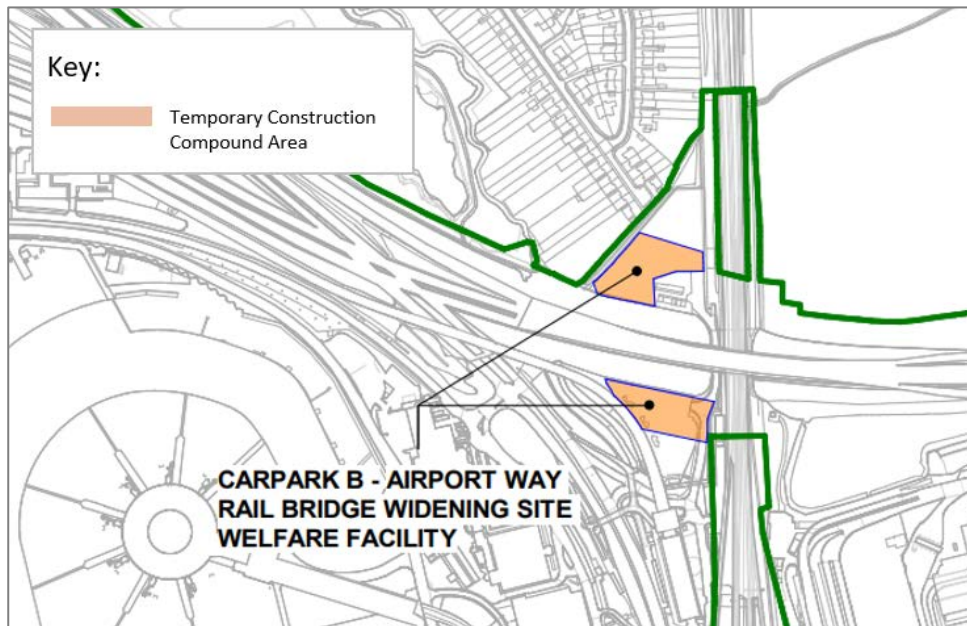 Key:
Temporary Construction
Compound Area
CARPARK B - AIRPORT WAY
RAIL BRIDGE WIDENING SITE
WELFARE FACILITY